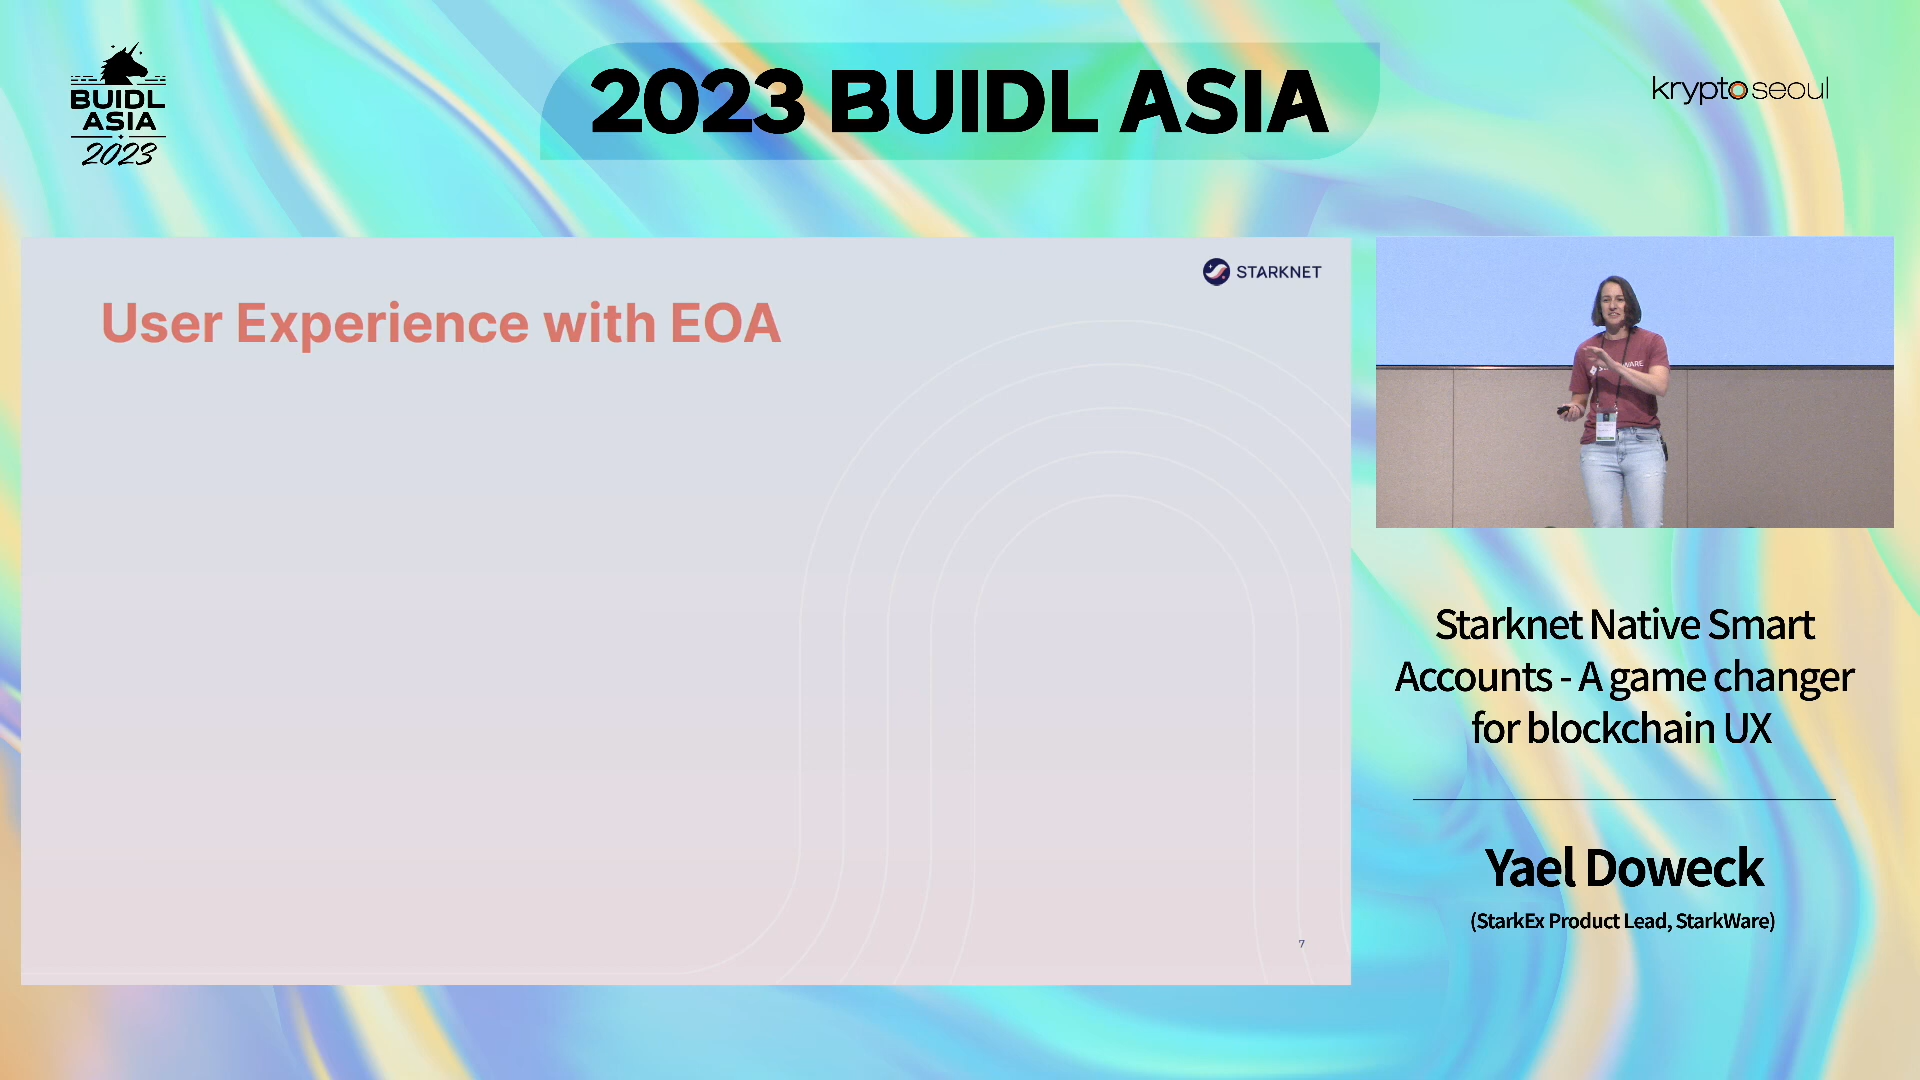 BUIDL
ASIA
2023
2023 BUIDL ASIA
kryptoseoul
STARKNET
User Experience with EOA
7
Starknet Native Smart
Accounts - A game changer
for blockchain UX
Yael Doweck
(StarkEx Product Lead, StarkWare)